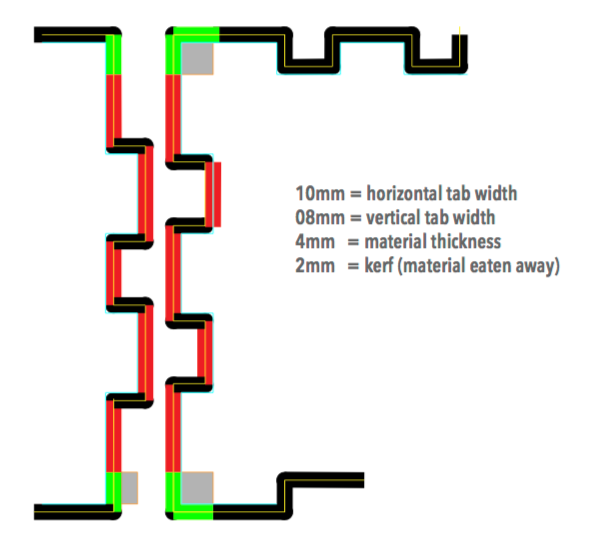 10mm = horizontal tab width
08mm = vertical tab width
4mm = material thickness
2mm = kerf (material eaten away)